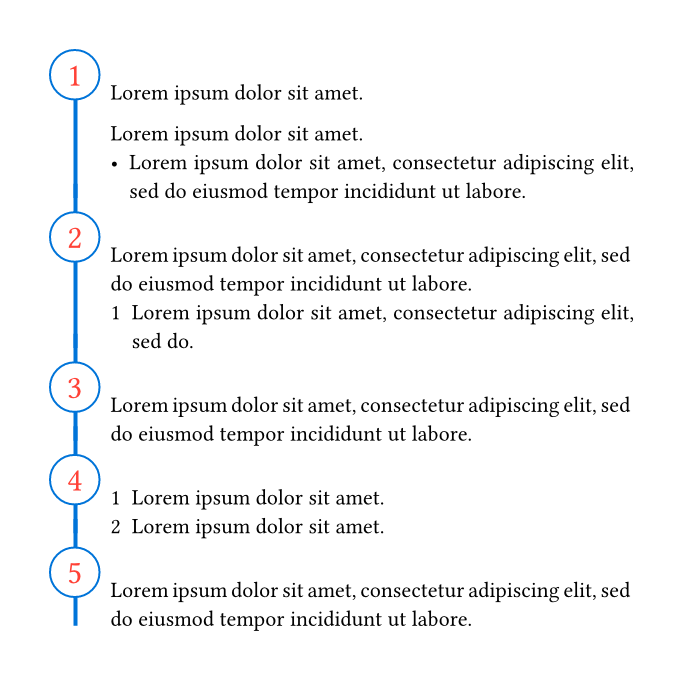 1
Lorem ipsum dolor sit amet.
Lorem ipsum dolor sit amet.
• Lorem ipsum dolor sit amet, consectetur adipiscing elit,
sed do eiusmod tempor incididunt ut labore.
2
Lorem ipsum dolor sit amet, consectetur adipiscing elit, sed
do eiusmod tempor incididunt ut labore.
1 Lorem ipsum dolor sit amet, consectetur adipiscing elit,
sed do.
3
Lorem ipsum dolor sit amet, consectetur adipiscing elit, sed
do eiusmod tempor incididunt ut labore.
4
1 Lorem ipsum dolor sit amet.
2 Lorem ipsum dolor sit amet.
5
Lorem ipsum dolor sit amet, consectetur adipiscing elit, sed
do eiusmod tempor incididunt ut labore.